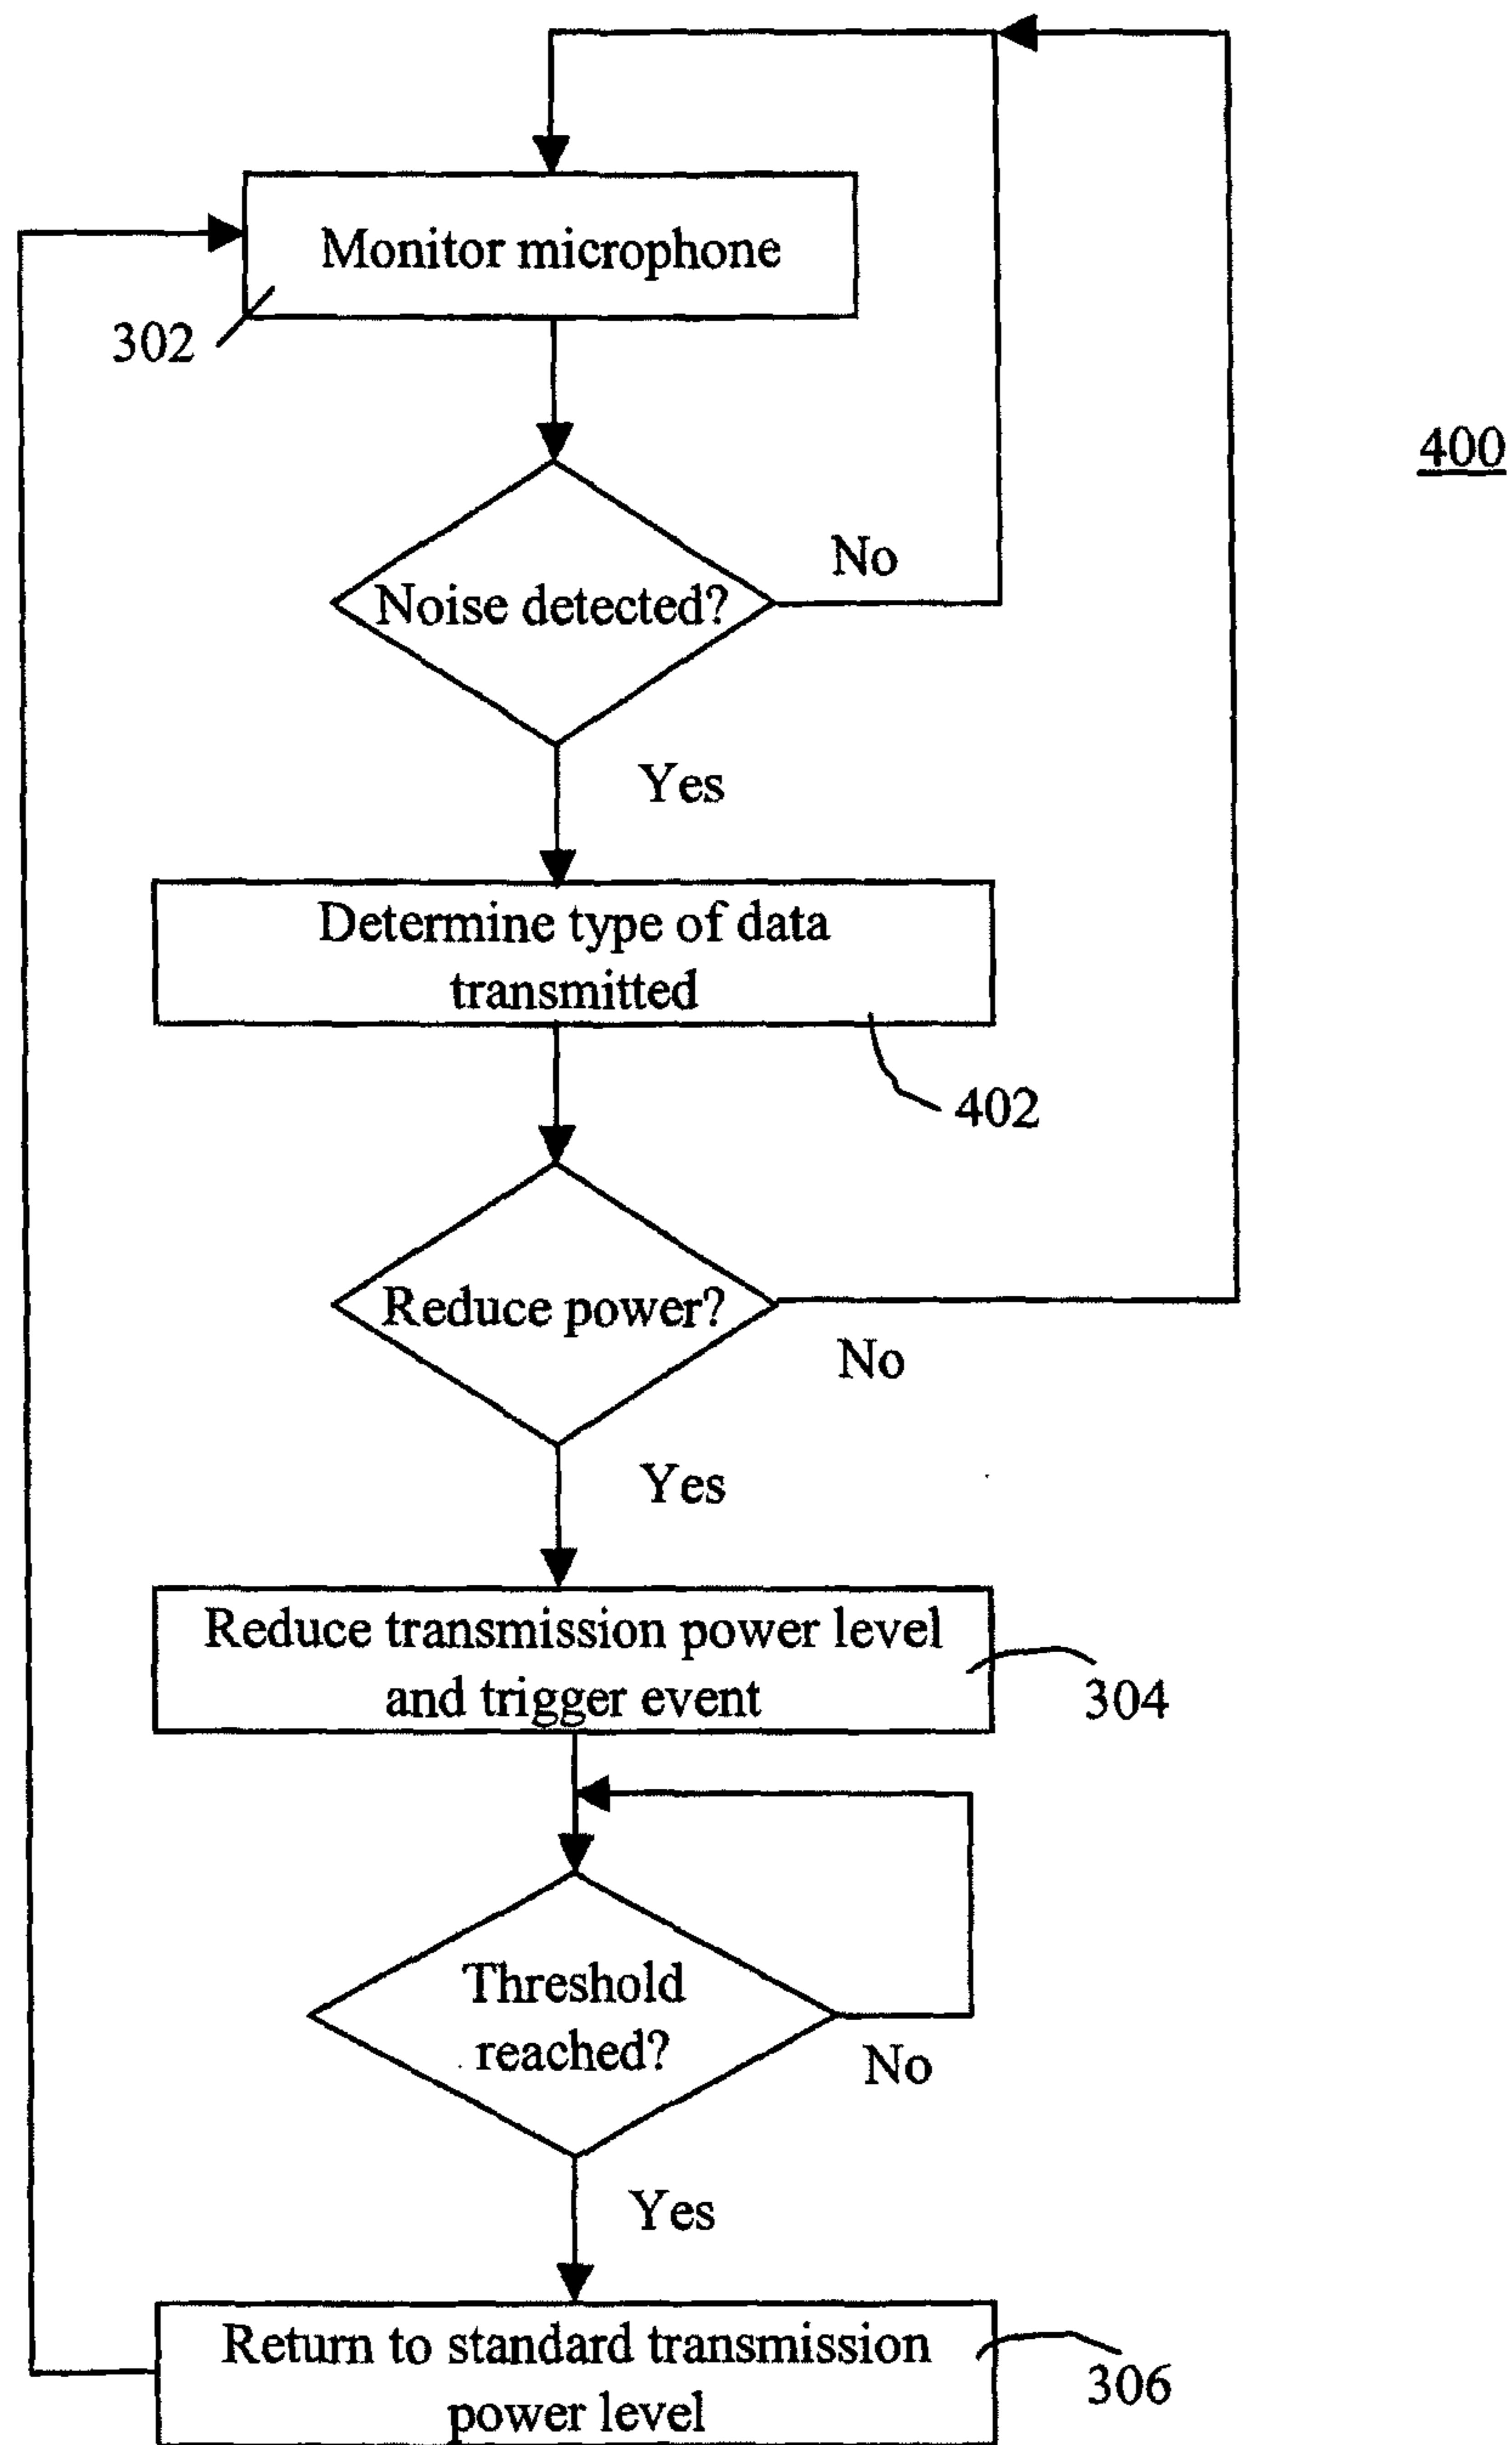 Monitor microphone
302
400
No
Noise detected?
Yes
Determine type of data
transmitted
402
Reduce power?
No
Yes
Reduce transmission power level
and trigger event
304
Threshold
reached?
No
Yes
Return to standard transmission
power level
306